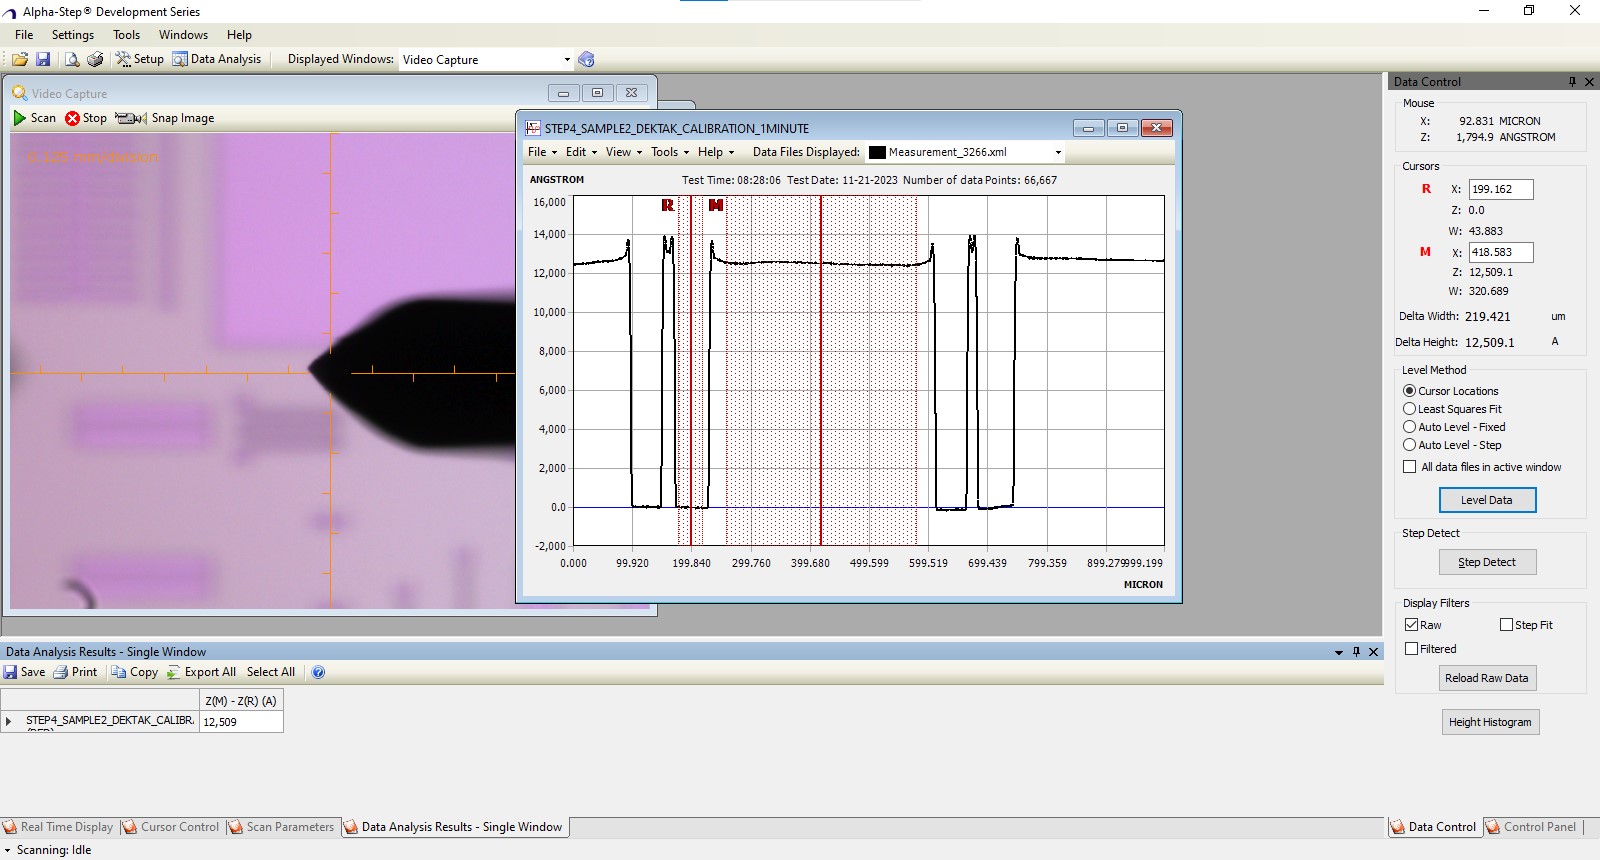 Alpha-Step® Development Series
File Settings Tools Windows Help
Setup Data Analysis Displayed Windows: Video Capture
Video Capture
Scan Stop Snap Image
STEP4_SAMPLE2_DEKTAK_CALIBRATION_1MINUTE
File Edit View Tools Help Data Files Displayed: Measurement_3266.xml
ANGSTROM Test Time: 08:28:06 Test Date: 11-21-2023 Number of data Points: 66,667
R M
16,000
14,000
12,000
10,000
8,000
6,000
4,000
2,000
0.0
-2,000
0.000 99.920 199.840 299.760 399.680 499.599 599.519 699.439 799.359 899.279 999.199
MICRON
Data Control
Mouse
X: 92.831 MICRON
Z: 1,794.9 ANGSTROM
Cursors
R X: 199.162
Z: 0.0
W: 43.883
M X: 418.583
Z: 12,509.1
W: 320.689
Delta Width: 219.421 um
Delta Height: 12,509.1 A
Level Method
Cursor Locations
Least Squares Fit
Auto Level - Fixed
Auto Level - Step
All data files in active window
Level Data
Step Detect
Step Detect
Display Filters
Raw Step Fit
Filtered
Reload Raw Data
Height Histogram
Data Analysis Results - Single Window
Save Print Copy Export All Select All
Z(M) - Z(R) (A)
STEP4_SAMPLE2_DEKTAK_CALIBR 12,509
Real Time Display Cursor Control Scan Parameters Data Analysis Results - Single Window
Data Control Control Panel
Scanning: Idle